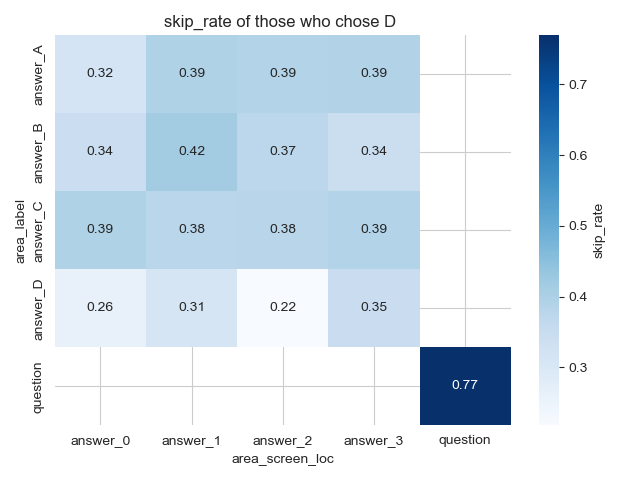 skip_rate of those who chose D
answer_A
0.32 0.39 0.39 0.39
answer_B
0.34 0.42 0.37 0.34
answer_C
0.39 0.38 0.38 0.39
answer_D
0.26 0.31 0.22 0.35
question
0.77
area_label
answer_0 answer_1 answer_2 answer_3 question
area_screen_loc
0.7
0.6
0.5
0.4
0.3
skip_rate